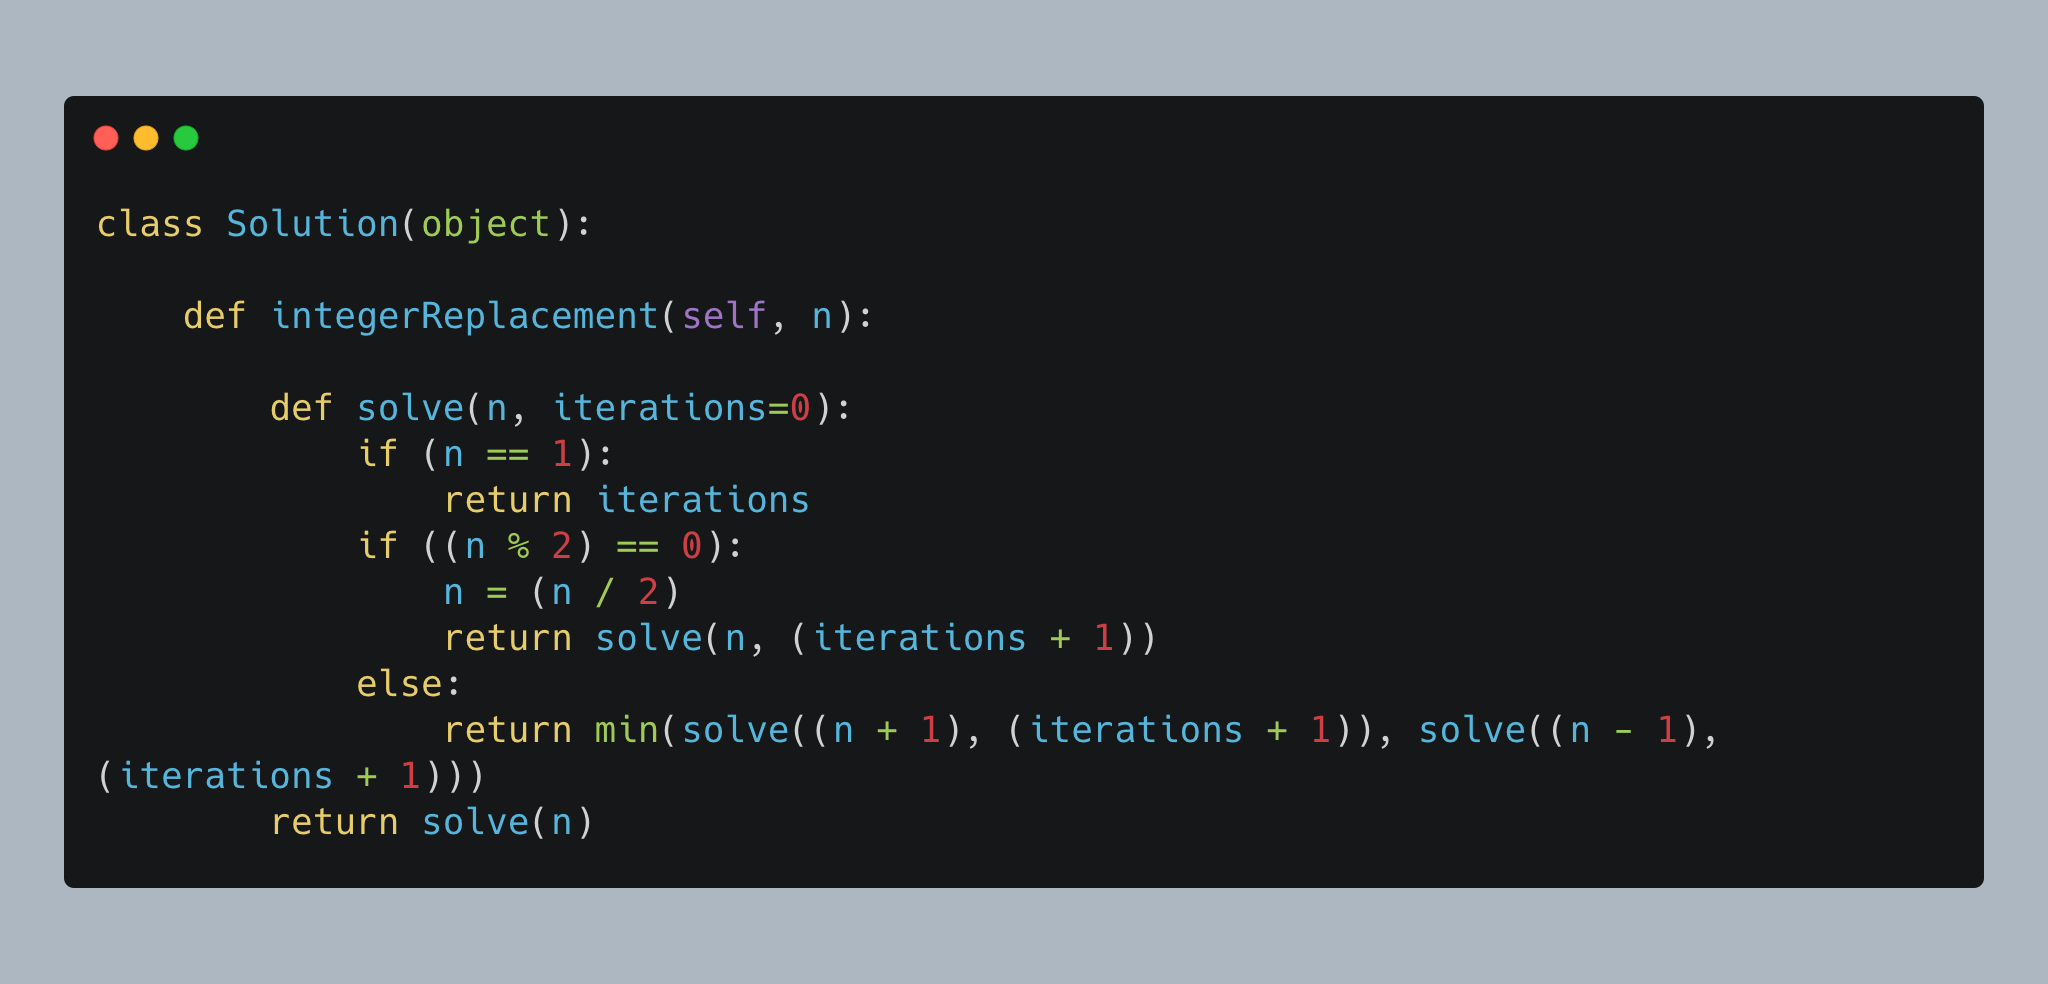 class Solution(object):

    def integerReplacement(self, n):

        def solve(n, iterations=0):
            if (n == 1):
                return iterations
            if ((n % 2) == 0):
                n = (n / 2)
                return solve(n, (iterations + 1))
            else:
                return min(solve((n + 1), (iterations + 1)), solve((n - 1),
(iterations + 1)))
        return solve(n)